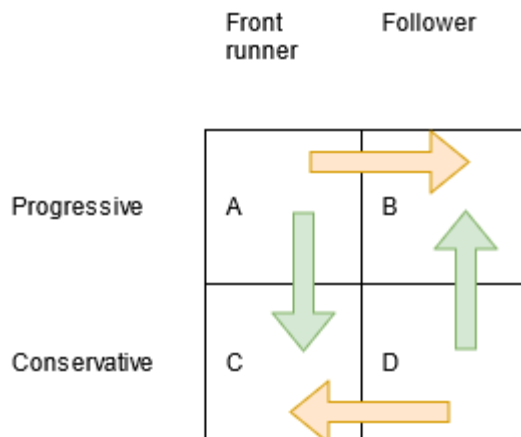 Front
runner
Follower
Progressive
A
B
Conservative
C
D